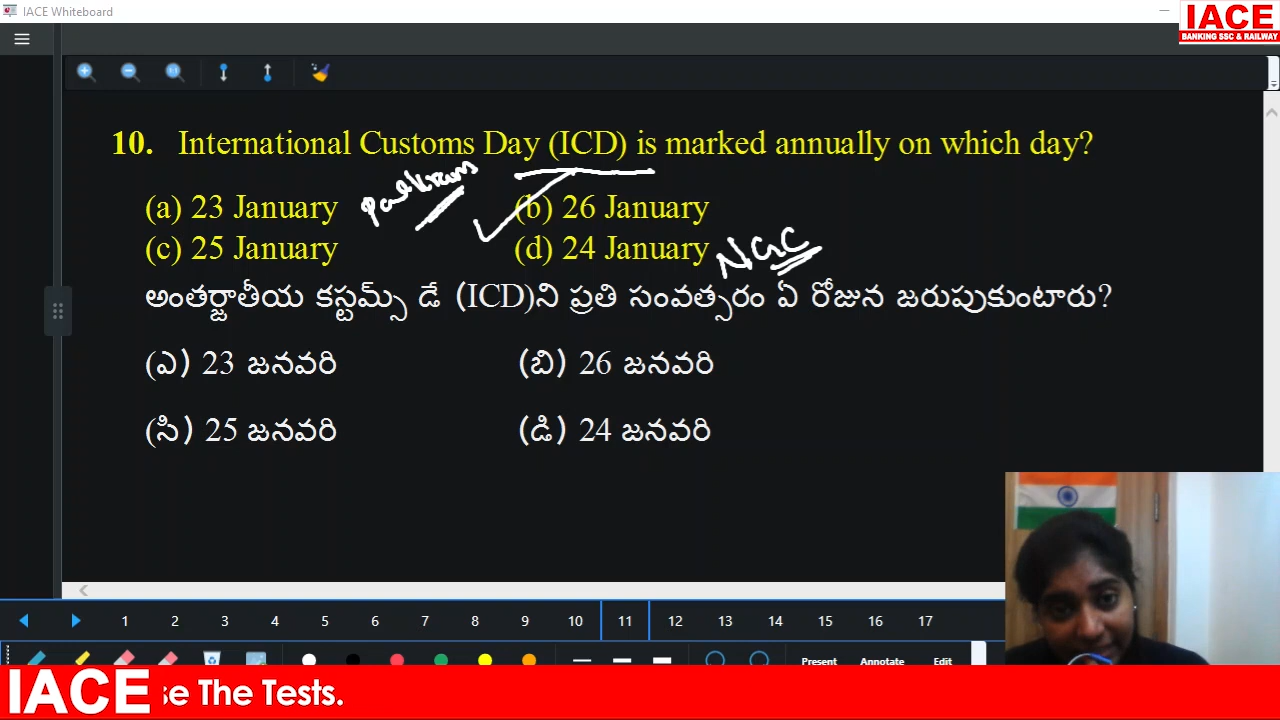 IACE Whiteboard
IACE
BANKING SSC & RAILWAY
10. International Customs Day (ICD) is marked annually on which day?
(a) 23 January Parakram (b) 26 January
(c) 25 January (d) 24 January NGC
అంతర్జాతీయ కస్టమ్స్ డే (ICD)ని ప్రతి సంవత్సరం ఏ రోజున జరుపుకుంటారు?
(ఎ) 23 జనవరి (బి) 26 జనవరి
(సి) 25 జనవరి (డి) 24 జనవరి
1 2 3 4 5 6 7 8 9 10 11 12 13 14 15 16 17
Present Annotate Edit
IACE se The Tests.